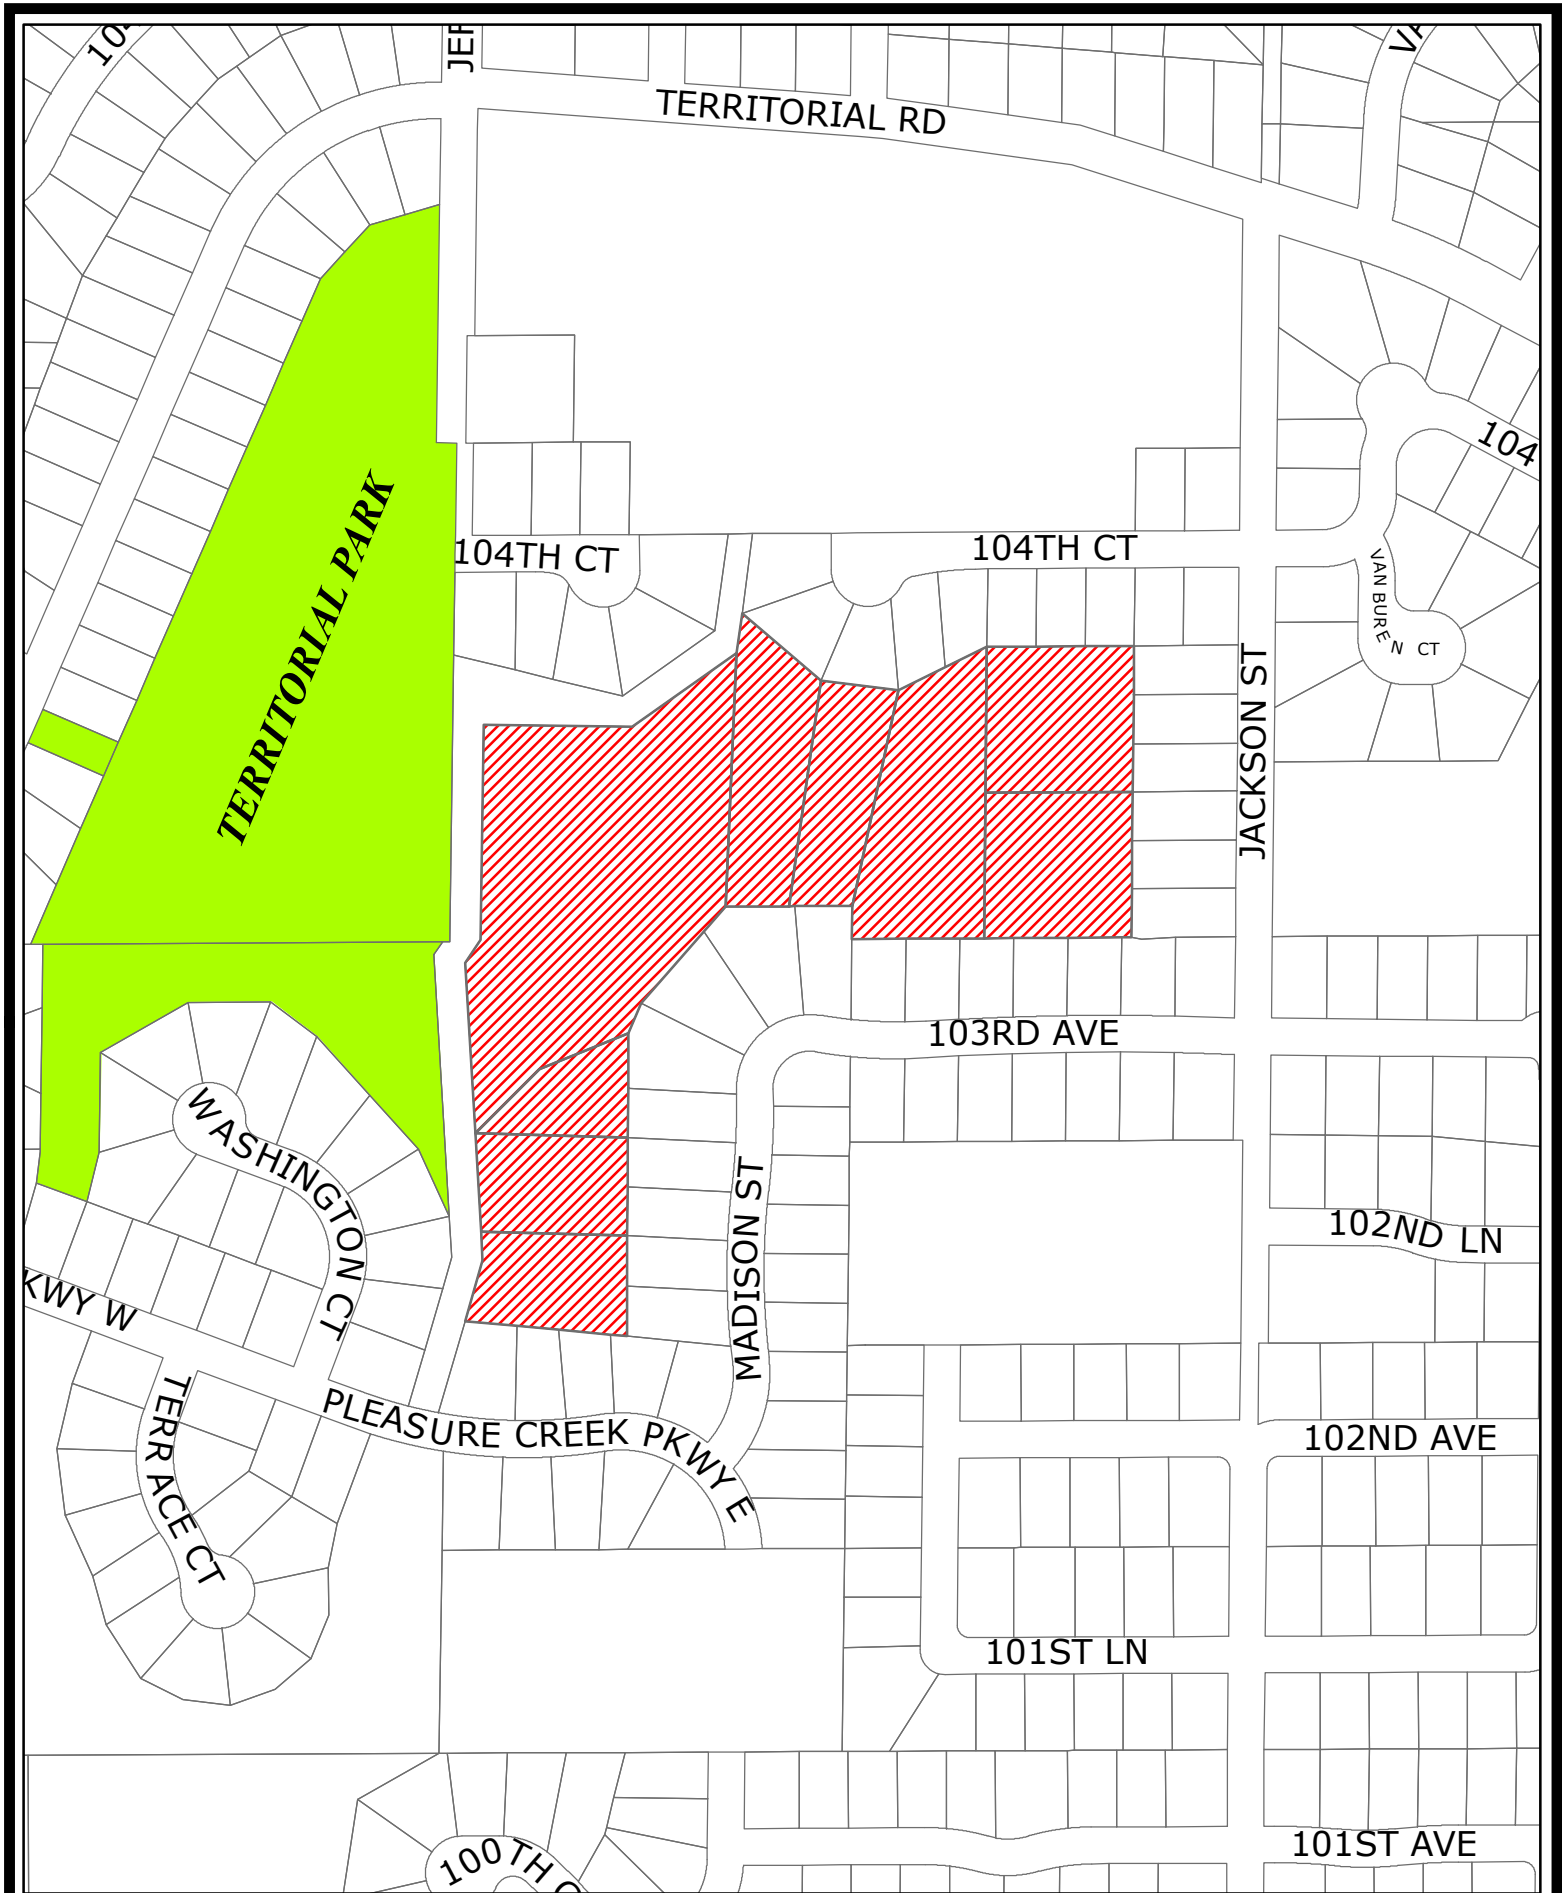 TERRITORIAL RD
104
104TH CT
104TH CT
VAN BUREN CT
TERRITORIAL PARK
JACKSON ST
103RD AVE
WASHINGTON CT
MADISON ST
102ND LN
KWY W
TERRACE CT
PLEASURE CREEK PKWY E
102ND AVE
101ST LN
101ST AVE
100TH